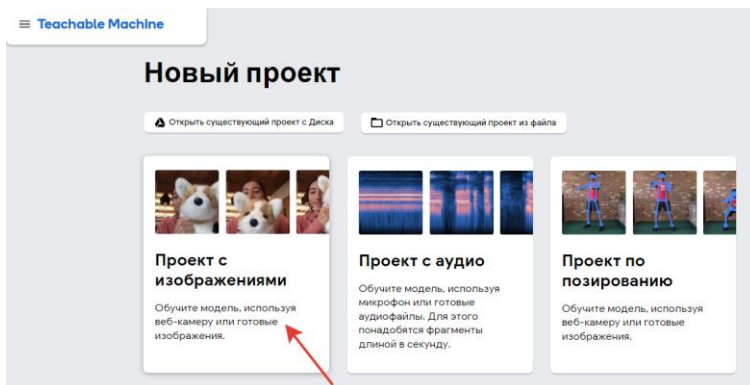 Teachable Machine
Новый проект
Открыть существующий проект с Диска
Открыть существующий проект из файла
Проект с
изображениями
Обучите модель, используя
веб-камеру или готовые
изображения.
Проект с аудио
Обучите модель, используя
микрофон или готовые
аудиофайлы. Для этого
понадобятся фрагменты
длиной в секунду.
Проект по
позированию
Обучите модель, используя
веб-камеру или готовые
изображения.